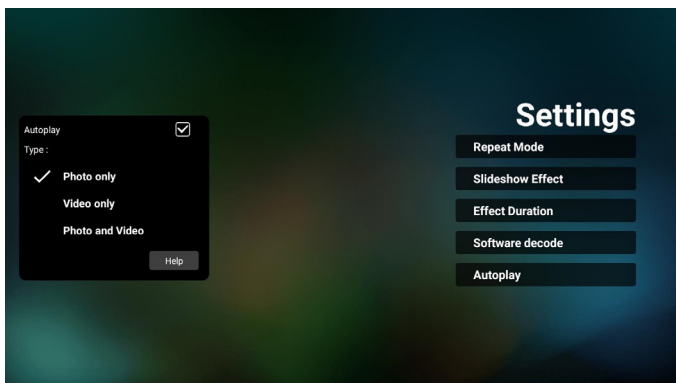 Settings
Autoplay
Type :
Photo only
Video only
Photo and Video
Help
Repeat Mode
Slideshow Effect
Effect Duration
Software decode
Autoplay